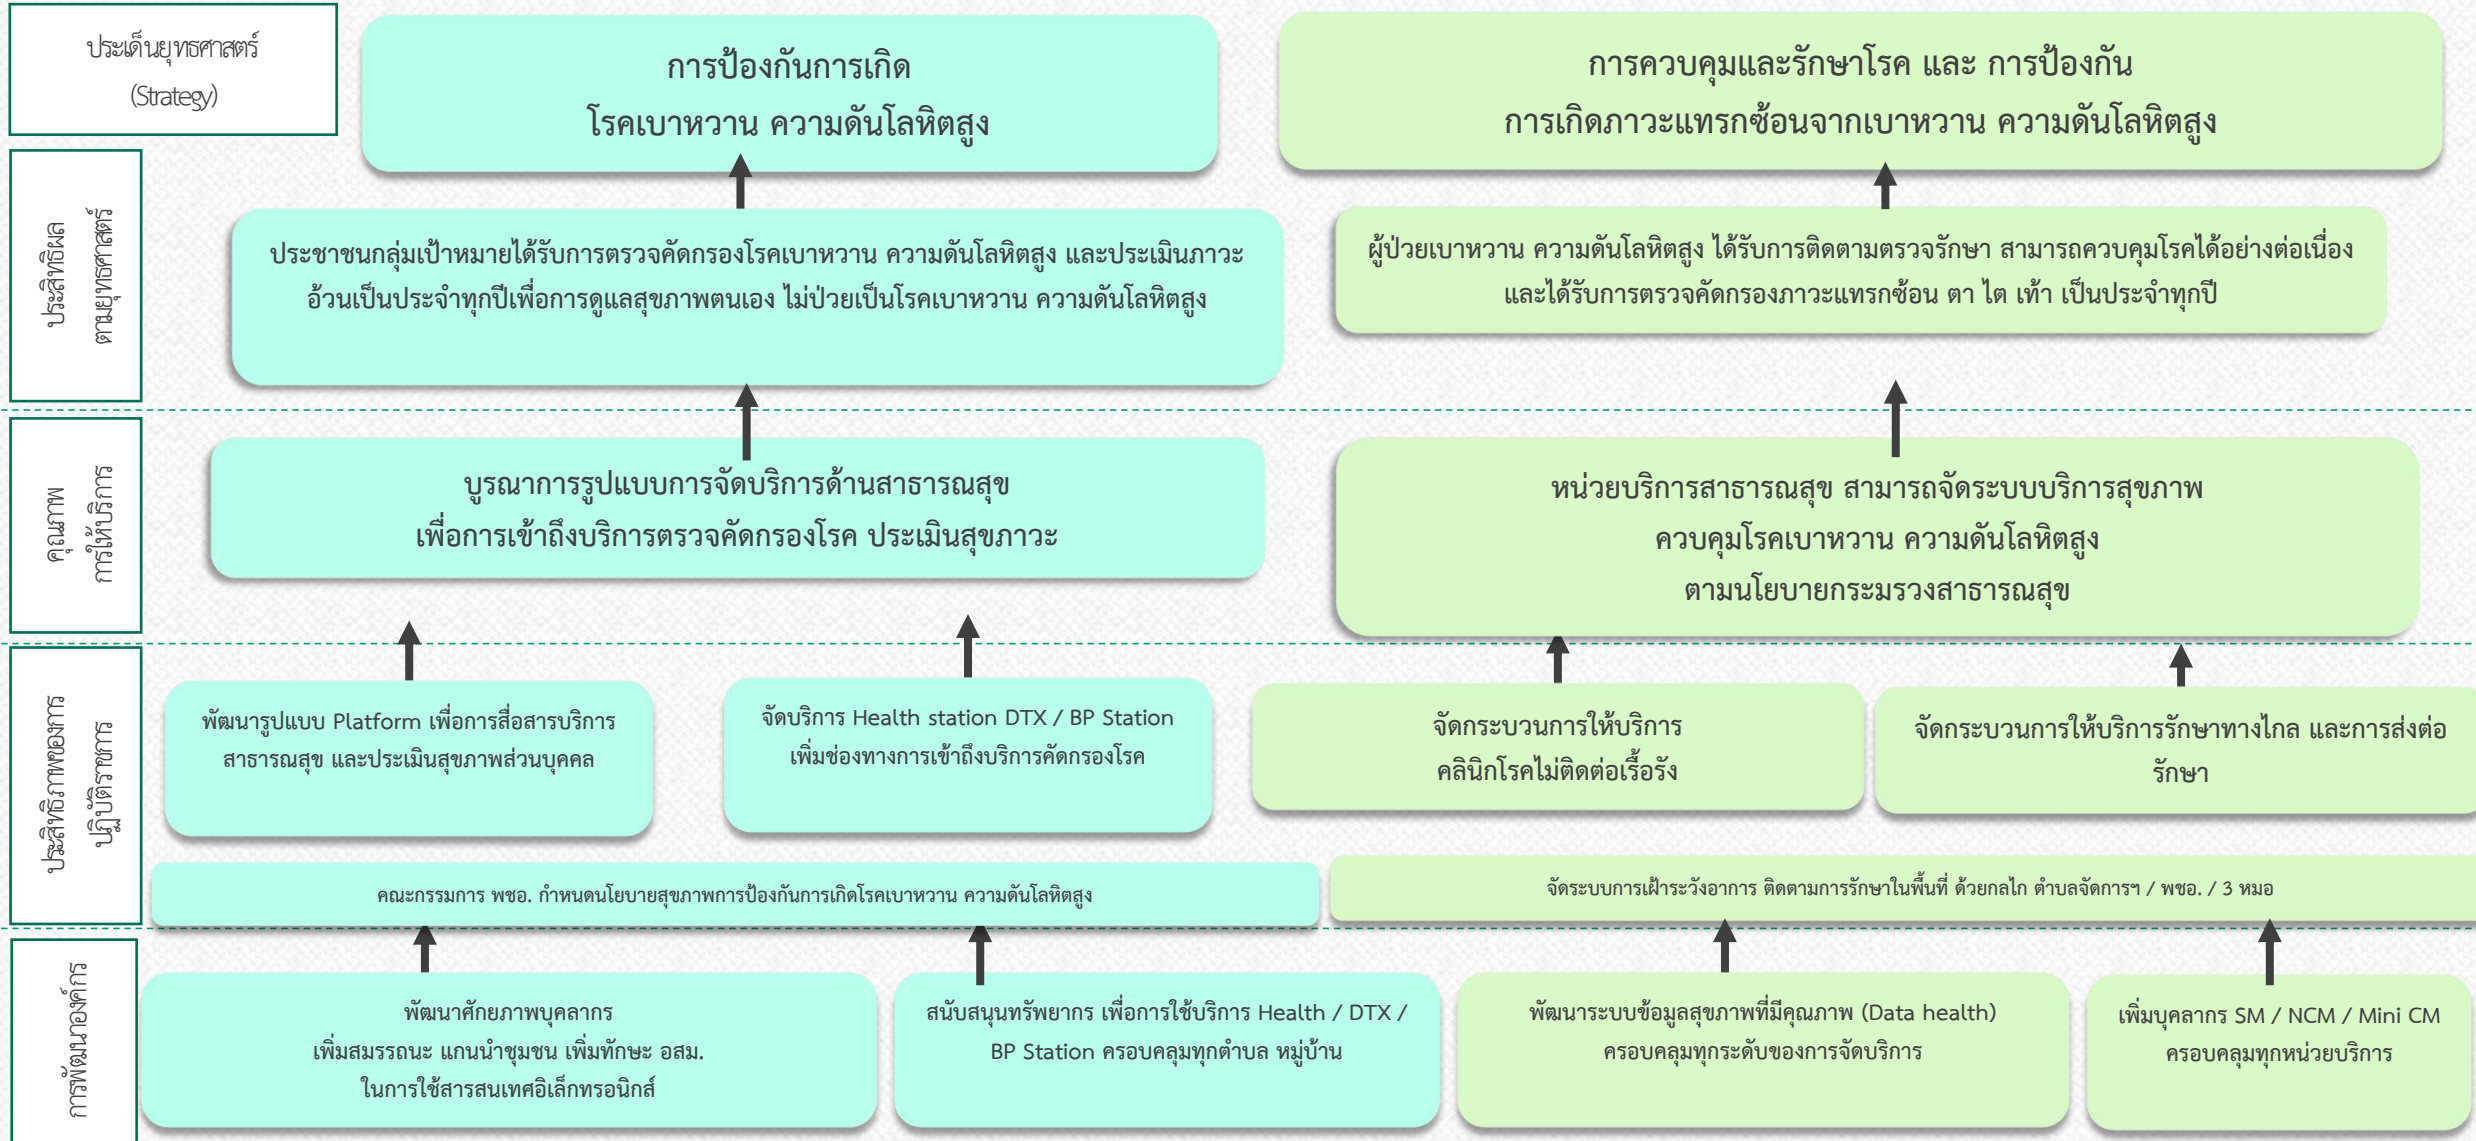 ประเด็นยุทธศาสตร์
(Strategy)
การป้องกันการเกิด
โรคเบาหวาน ความดันโลหิตสูง
การควบคุมและรักษาโรค และ การป้องกัน
การเกิดภาวะแทรกซ้อนจากเบาหวาน ความดันโลหิตสูง
ประสิทธิผล
ตามยุทธศาสตร์
ประชาชนกลุ่มเป้าหมายได้รับการตรวจคัดกรองโรคเบาหวาน ความดันโลหิตสูง และประเมินภาวะ
อ้วนเป็นประจำทุกปีเพื่อการดูแลสุขภาพตนเอง ไม่ป่วยเป็นโรคเบาหวาน ความดันโลหิตสูง
ผู้ป่วยเบาหวาน ความดันโลหิตสูง ได้รับการติดตามตรวจรักษา สามารถควบคุมโรคได้อย่างต่อเนื่อง
และได้รับการตรวจคัดกรองภาวะแทรกซ้อน ตา ไต เท้า เป็นประจำทุกปี
คุณภาพ
การให้บริการ
บูรณาการรูปแบบการจัดบริการด้านสาธารณสุข
เพื่อการเข้าถึงบริการตรวจคัดกรองโรค ประเมินสุขภาวะ
หน่วยบริการสาธารณสุข สามารถจัดระบบบริการสุขภาพ
ควบคุมโรคเบาหวาน ความดันโลหิตสูง
ตามนโยบายกระมรวงสาธารณสุข
ประสิทธิภาพของการ
ปฏิบัติราชการ
พัฒนารูปแบบ Platform เพื่อการสื่อสารบริการ
สาธารณสุข และประเมินสุขภาพส่วนบุคคล
จัดบริการ Health station DTX / BP Station
เพิ่มช่องทางการเข้าถึงบริการคัดกรองโรค
จัดกระบวนการให้บริการ
คลินิกโรคไม่ติดต่อเรื้อรัง
จัดกระบวนการให้บริการรักษาทางไกล และการส่งต่อ
รักษา
คณะกรรมการ พชอ. กำหนดนโยบายสุขภาพการป้องกันการเกิดโรคเบาหวาน ความดันโลหิตสูง
จัดระบบการเฝ้าระวังอาการ ติดตามการรักษาในพื้นที่ ด้วยกลไก ตำบลจัดการฯ / พชอ. / 3 หมอ
การพัฒนาองค์กร
พัฒนาศักยภาพบุคลากร
เพิ่มสมรรถนะ แกนนำชุมชน เพิ่มทักษะ อสม.
ในการใช้สารสนเทศอิเล็กทรอนิกส์
สนับสนุนทรัพยากร เพื่อการใช้บริการ Health / DTX /
BP Station ครอบคลุมทุกตำบล หมู่บ้าน
พัฒนาระบบข้อมูลสุขภาพที่มีคุณภาพ (Data health)
ครอบคลุมทุกระดับของการจัดบริการ
เพิ่มบุคลากร SM / NCM / Mini CM
ครอบคลุมทุกหน่วยบริการ